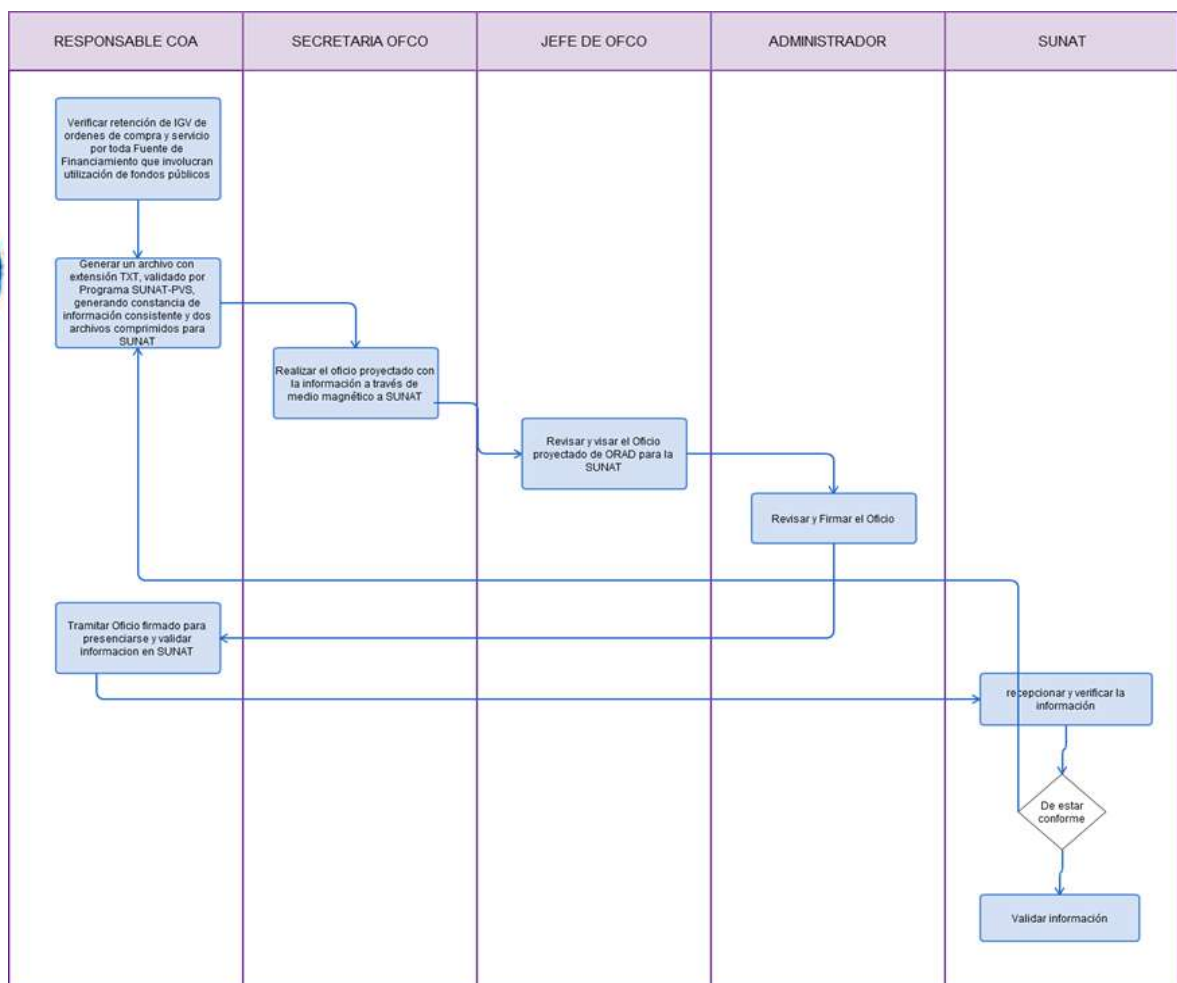 RESPONSABLE COA
SECRETARIA OFCO
JEFE DE OFCO
ADMINISTRADOR
SUNAT
Verificar retención de IGV de
ordenes de compra y servicio
por toda Fuente de
Financiamiento que involucran
utilización de fondos públicos
Generar un archivo con
extensión TXT, validado por
Programa SUNAT-PVS,
generando constancia de
información consistente y dos
archivos comprimidos para
SUNAT
Realizar el oficio proyectado con
la información a través de
medio magnético a SUNAT
Revisar y visar el Oficio
proyectado de ORAD para la
SUNAT
Revisar y Firmar el Oficio
Tramitar Oficio firmado para
presenciarse y validar
informacion en SUNAT
recepcionar y verificar la
información
De estar
conforme
Validar información